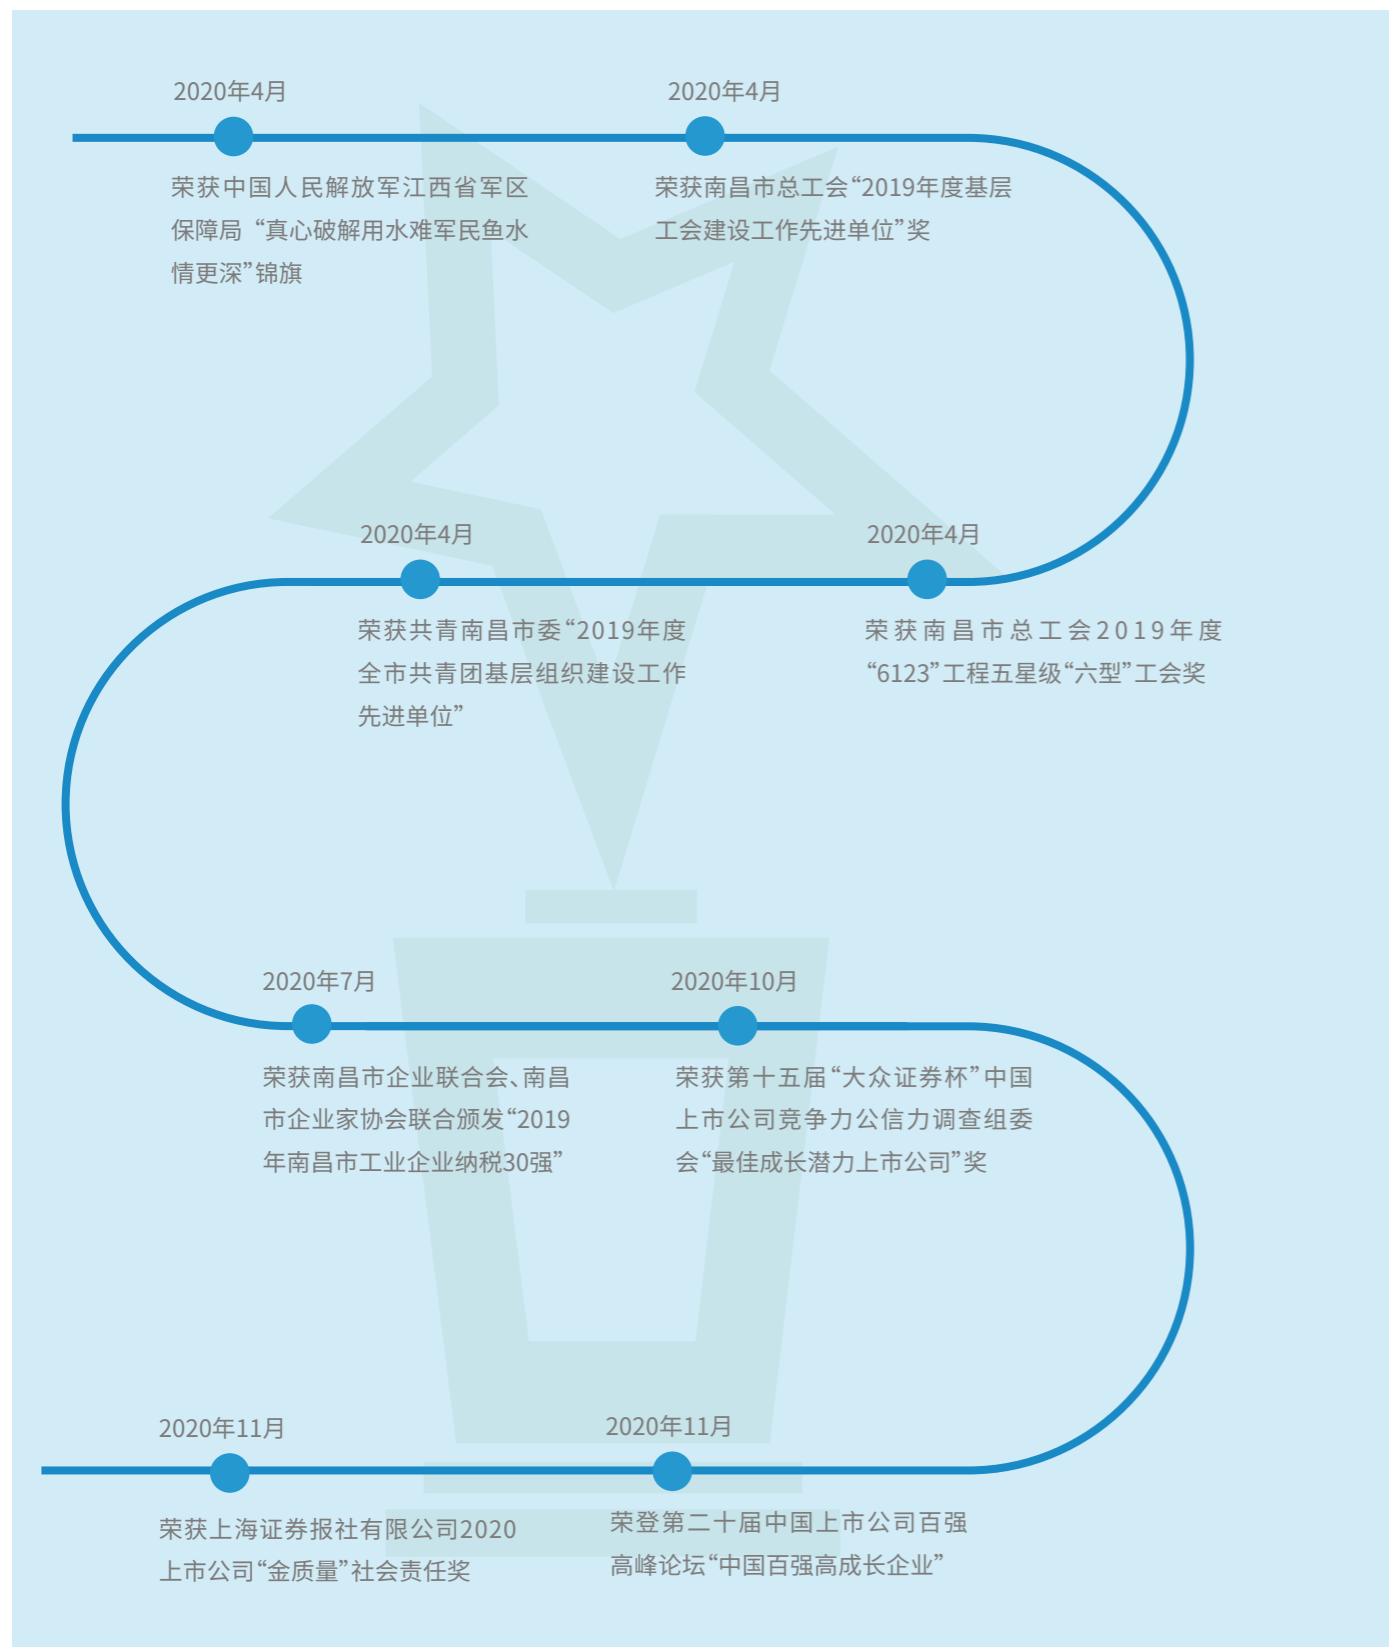 2020年4月
荣获中国人民解放军江西省军区
保障局 “真心破解用水难军民鱼水
情更深”锦旗
2020年4月
荣获南昌市总工会“2019年度基层
工会建设工作先进单位”奖
2020年4月
荣获南昌市总工会2019年度
“6123”工程五星级“六型”工会奖
2020年4月
荣获共青南昌市委“2019年度
全市共青团基层组织建设工作
先进单位”
2020年7月
荣获南昌市企业联合会、南昌
市企业家协会联合颁发“2019
年南昌市工业企业纳税30强”
2020年10月
荣获第十五届“大众证券杯”中国
上市公司竞争力公信力调查组委
会“最佳成长潜力上市公司”奖
2020年11月
荣登第二十届中国上市公司百强
高峰论坛“中国百强高成长企业”
2020年11月
荣获上海证券报社有限公司2020
上市公司“金质量”社会责任奖